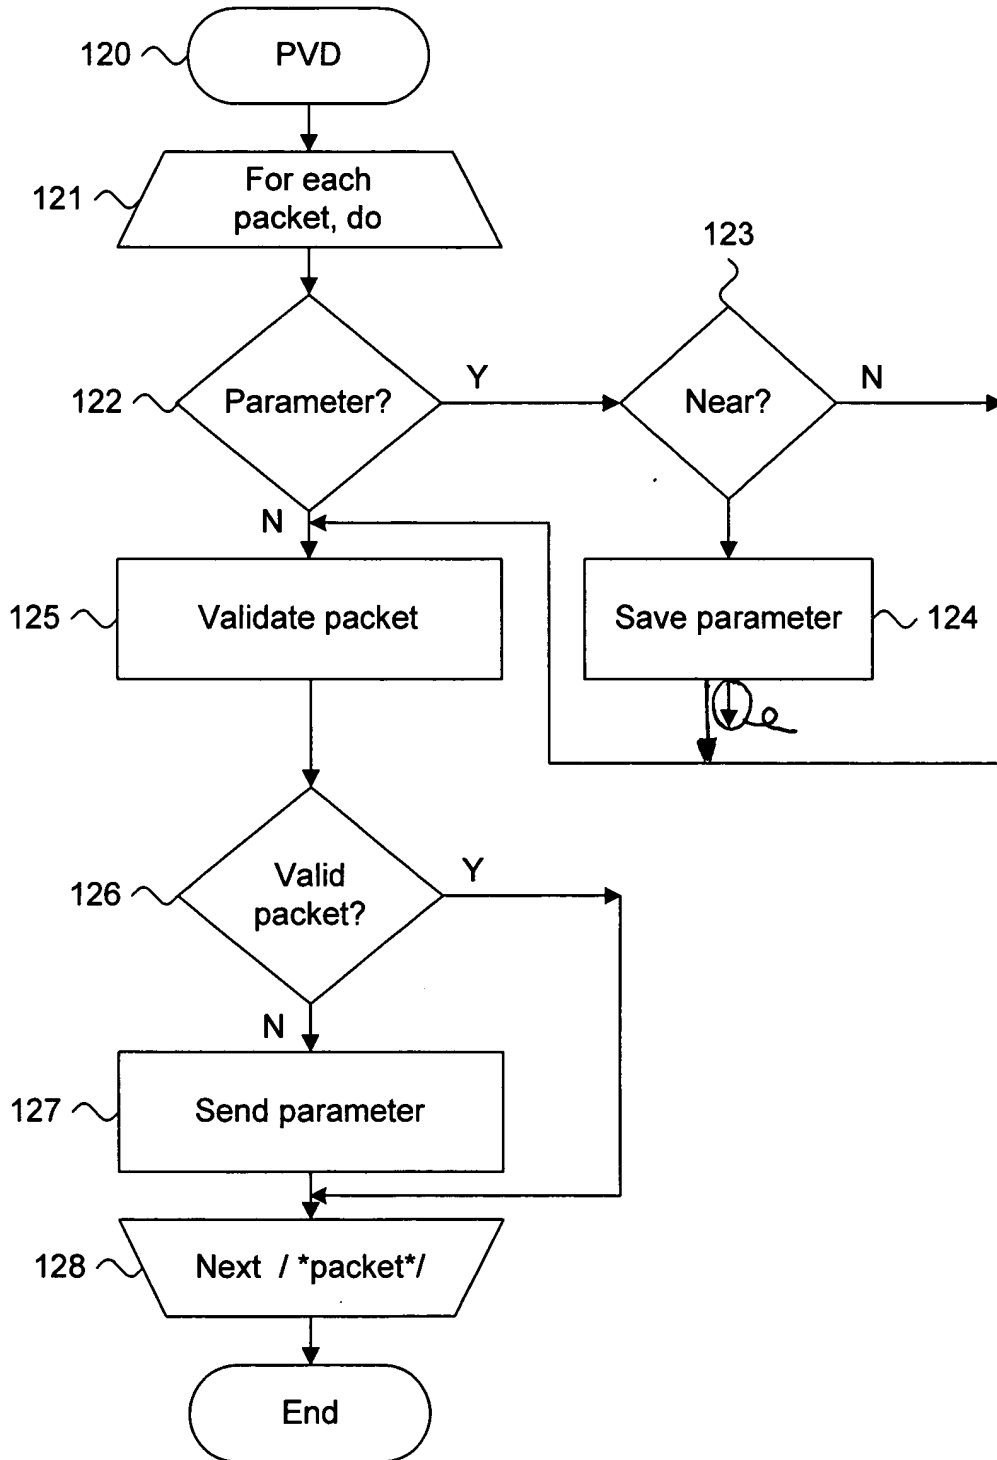 120
PVD
121
For each
packet, do
123
122
Parameter?
Y
Near?
N
N
125
Validate packet
Save parameter
124
126
Valid
packet?
Y
N
127
Send parameter
128
Next / *packet*/
End